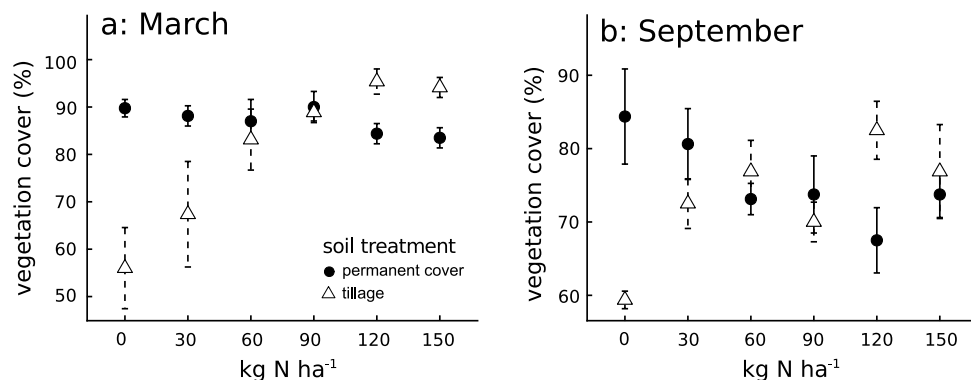 a: March
vegetation cover (%)
100
90
80
70
60
50
0 30 60 90 120 150
kg N ha⁻¹
soil treatment
permanent cover
tillage
b: September
vegetation cover (%)
90
80
70
60
0 30 60 90 120 150
kg N ha⁻¹